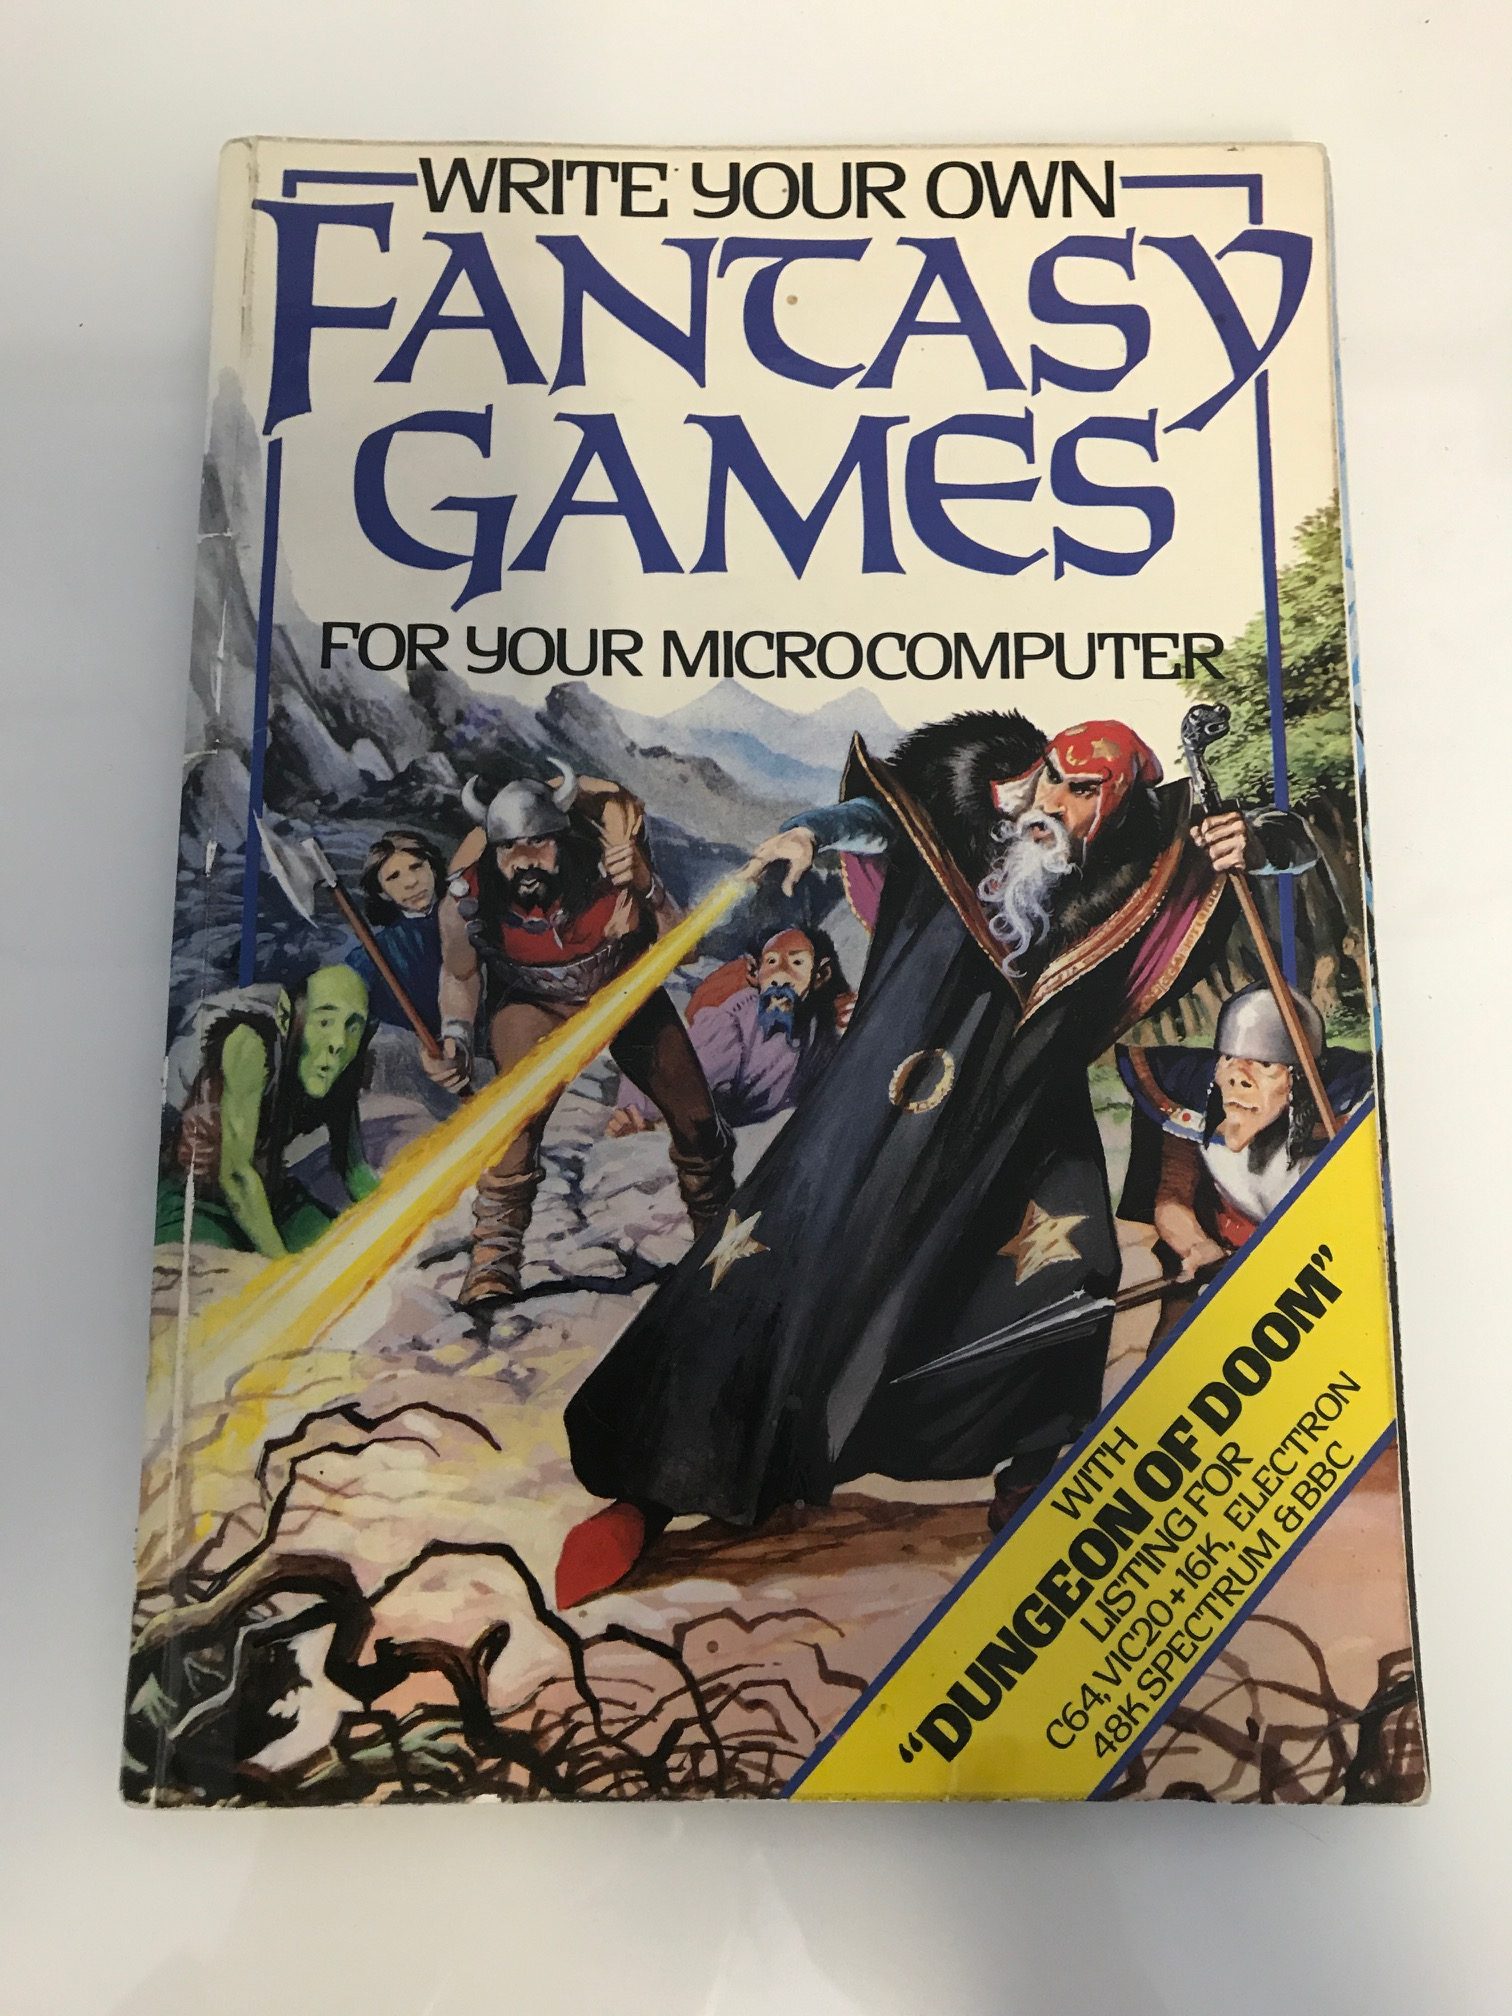 WRITE YOUR OWN
FANTASY
GAMES
FOR YOUR MICROCOMPUTER
WITH
"DUNGEON OF DOOM"
LISTING FOR
C64, VIC20+16K, ELECTRON
48K SPECTRUM & BBC